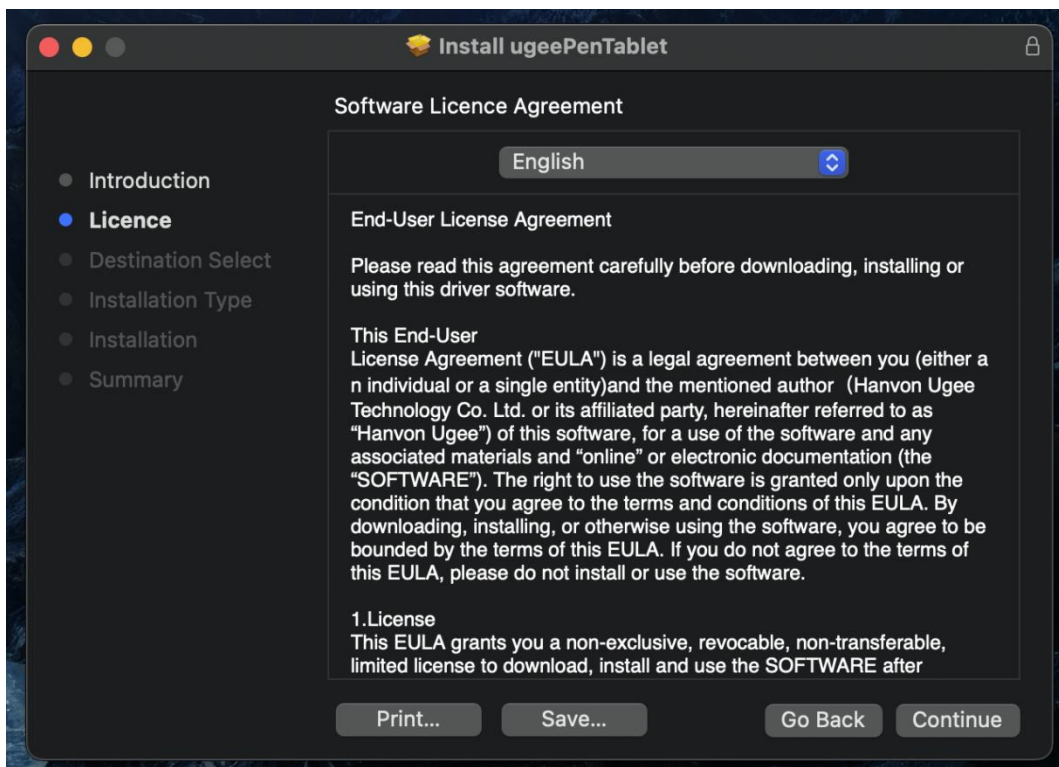 Install ugeePenTablet
Software Licence Agreement
Introduction
Licence
Destination Select
Installation Type
Installation
Summary
English
End-User License Agreement
Please read this agreement carefully before downloading, installing or
using this driver software.
This End-User
License Agreement ("EULA") is a legal agreement between you (either a
n individual or a single entity)and the mentioned author（Hanvon Ugee
Technology Co. Ltd. or its affiliated party, hereinafter referred to as
“Hanvon Ugee”) of this software, for a use of the software and any
associated materials and “online” or electronic documentation (the
“SOFTWARE”). The right to use the software is granted only upon the
condition that you agree to the terms and conditions of this EULA. By
downloading, installing, or otherwise using the software, you agree to be
bounded by the terms of this EULA. If you do not agree to the terms of
this EULA, please do not install or use the software.
1.License
This EULA grants you a non-exclusive, revocable, non-transferable,
limited license to download, install and use the SOFTWARE after
Print...
Save...
Go Back
Continue